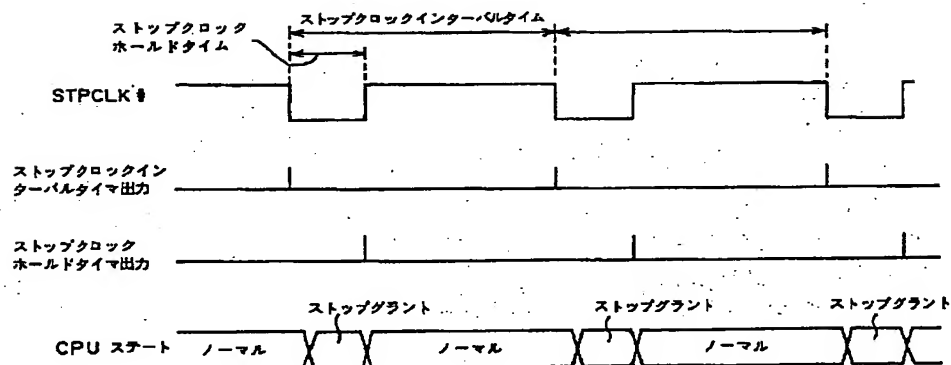 ストップクロックインターバルタイム
ストップクロック
ホールドタイム
STPCLK#
ストップクロックイン
ターバルタイマ出力
ストップクロック
ホールドタイマ出力
ストップグラント
ストップグラント
ストップグラント
CPU ステート
ノーマル
ノーマル
ノーマル